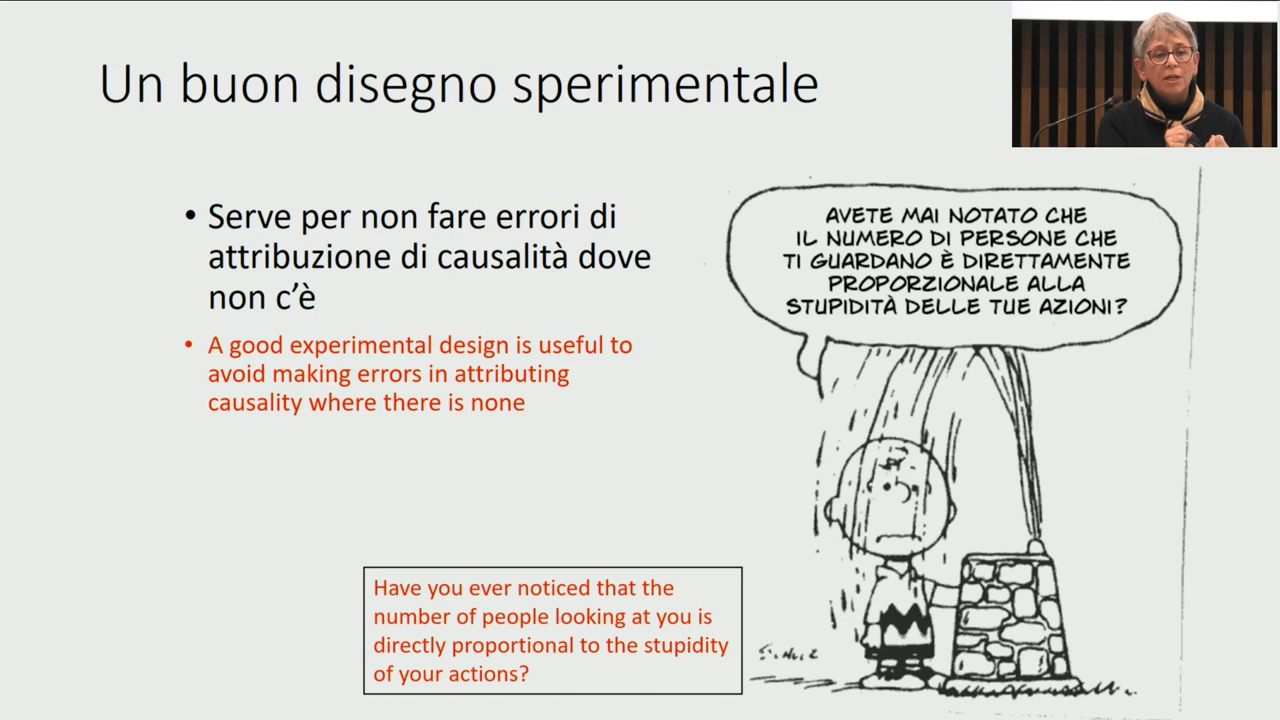 Un buon disegno sperimentale
• Serve per non fare errori di
attribuzione di causalità dove
non c'è
• A good experimental design is useful to
avoid making errors in attributing
causality where there is none
AVETE MAI NOTATO CHE
IL NUMERO DI PERSONE CHE
TI GUARDANO È DIRETTAMENTE
PROPORZIONALE ALLA
STUPIDITÀ DELLE TUE AZIONI?
Have you ever noticed that the
number of people looking at you is
directly proportional to the stupidity
of your actions?